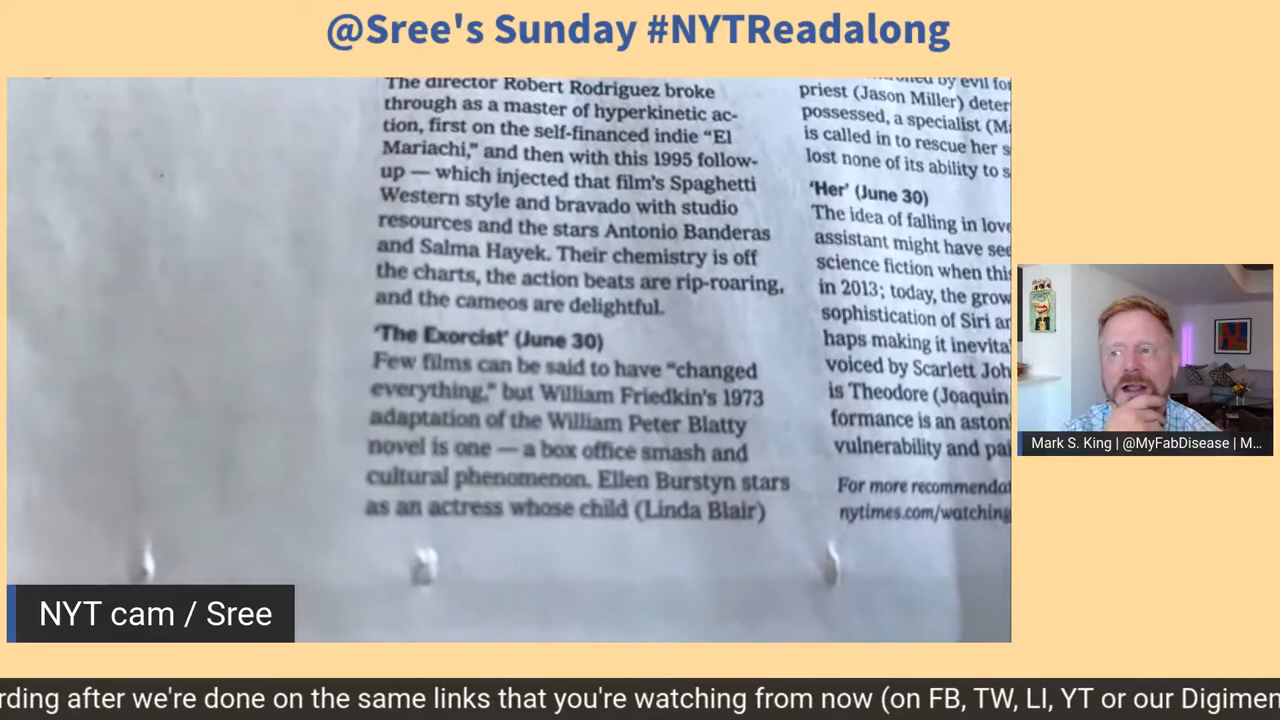 @Sree's Sunday #NYTReadalong
The director Robert Rodriguez broke
through as a master of hyperkinetic ac-
tion, first on the self-financed indie “El
Mariachi,” and then with this 1995 follow-
up — which injected that film’s Spaghetti
Western style and bravado with studio
resources and the stars Antonio Banderas
and Salma Hayek. Their chemistry is off
the charts, the action beats are rip-roaring,
and the cameos are delightful.
‘The Exorcist’ (June 30)
Few films can be said to have “changed
everything,” but William Friedkin’s 1973
adaptation of the William Peter Blatty
novel is one — a box office smash and
cultural phenomenon. Ellen Burstyn stars
as an actress whose child (Linda Blair)
by evil
priest (Jason Miller)
possessed, a specialist
is called in to rescue her
lost none of its ability to
‘Her’ (June 30)
The idea of falling in
assistant might have
science fiction when
in 2013; today, the
sophistication of Siri
haps making it
voiced by Scarlett
is Theodore (Joaquin
formance is an
vulnerability and
For more
nytimes.com/watching
NYT cam / Sree
Mark S. King | @MyFabDisease | M...
rding after we're done on the same links that you're watching from now (on FB, TW, LI, YT or our Digimen